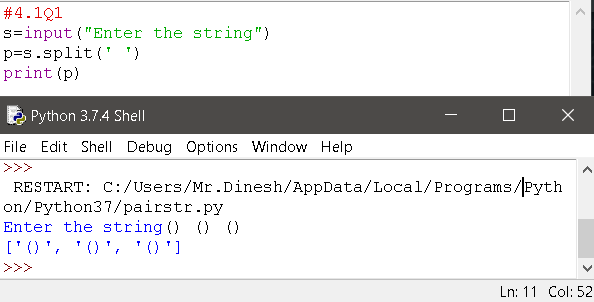 #4.1Q1
s=input("Enter the string")
p=s.split(' ')
print(p)
Python 3.7.4 Shell
File Edit Shell Debug Options Window Help
>>>
RESTART: C:/Users/Mr.Dinesh/AppData/Local/Programs/Pyth
on/Python37/pairstr.py
Enter the string() () ()
['()', '()', '()']
>>>
Ln: 11 Col: 52